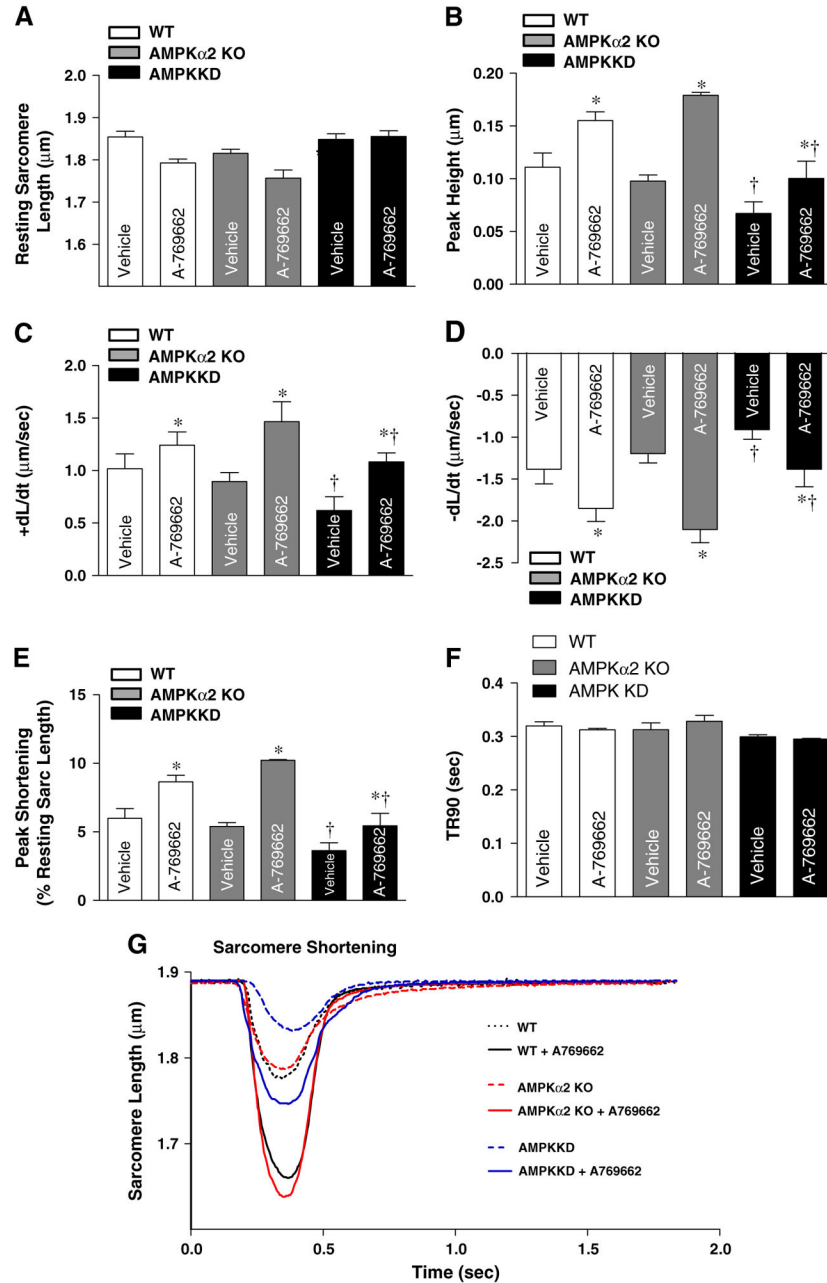 A
WT
AMPKα2 KO
AMPKKD
Resting Sarcomere
Length (μm)
2.0
1.9
1.8
1.7
1.6
Vehicle
A-769662
Vehicle
A-769662
Vehicle
A-769662
B
WT
AMPKα2 KO
AMPKKD
Peak Height (μm)
0.20
0.15
0.10
0.05
0.00
*
*
†
*†
Vehicle
A-769662
Vehicle
A-769662
Vehicle
A-769662
C
WT
AMPKα2 KO
AMPKKD
+dL/dt (μm/sec)
2.0
1.5
1.0
0.5
0.0
*
*
†
*†
Vehicle
A-769662
Vehicle
A-769662
Vehicle
A-769662
D
-dL/dt (μm/sec)
0.0
-0.5
-1.0
-1.5
-2.0
-2.5
Vehicle
A-769662
Vehicle
A-769662
Vehicle
A-769662
*
*
†
*†
WT
AMPKα2 KO
AMPKKD
E
WT
AMPKα2 KO
AMPKKD
Peak Shortening
(% Resting Sarc Length)
15
10
5
0
*
*
†
*†
Vehicle
A-769662
Vehicle
A-769662
Vehicle
A-769662
F
WT
AMPKα2 KO
AMPK KD
TR90 (sec)
0.4
0.3
0.2
0.1
0.0
Vehicle
A-769662
Vehicle
A-769662
Vehicle
A-769662
G
Sarcomere Shortening
Sarcomere Length (μm)
1.9
1.8
1.7
WT
WT + A769662
AMPKα2 KO
AMPKα2 KO + A769662
AMPKKD
AMPKKD + A769662
0.0
0.5
1.0
1.5
2.0
Time (sec)